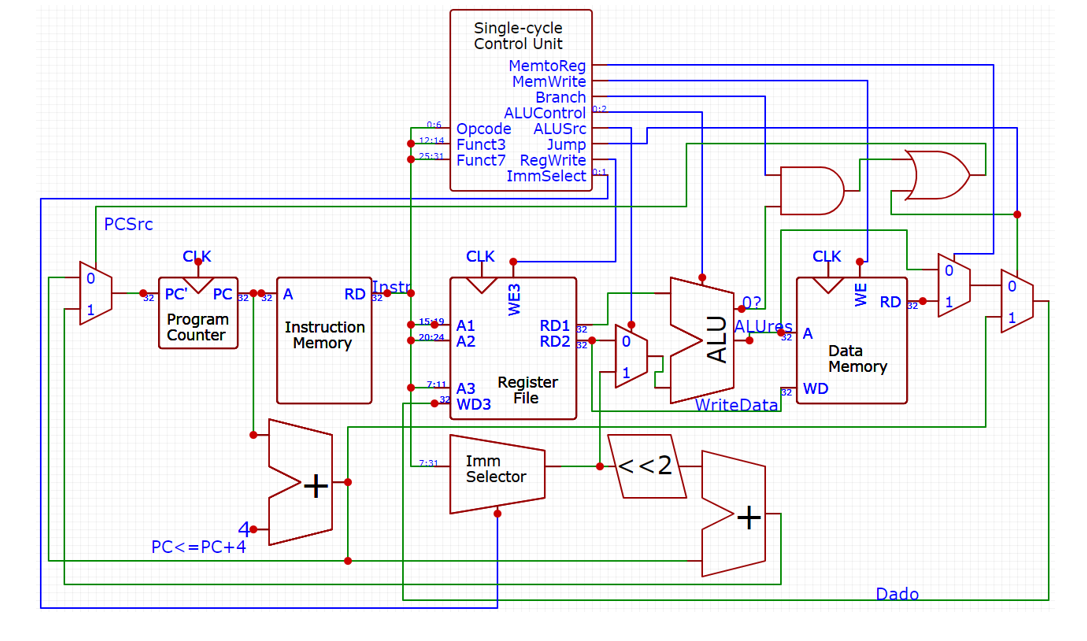 Single-cycle
Control Unit
MemtoReg
MemWrite
Branch
ALUControl 0:2
0:6 Opcode ALUSrc
12:14 Funct3 Jump
25:31 Funct7 RegWrite
ImmSelect 0:1
PCSrc
CLK
CLK
CLK
0
1
32 PC' PC 32
Program
Counter
A RD 32
Instr
Instruction
Memory
WE3
15:19 A1 RD1 32
20:24 A2 RD2 32
7:11 A3
32 WD3
Register
File
0
1
ALU
0?
ALUres
WriteData
WE
32 A RD 32
Data
Memory
32 WD
0
1
0
1
7:31 Imm
Selector
<<2
+
4
PC<=PC+4
+
Dado